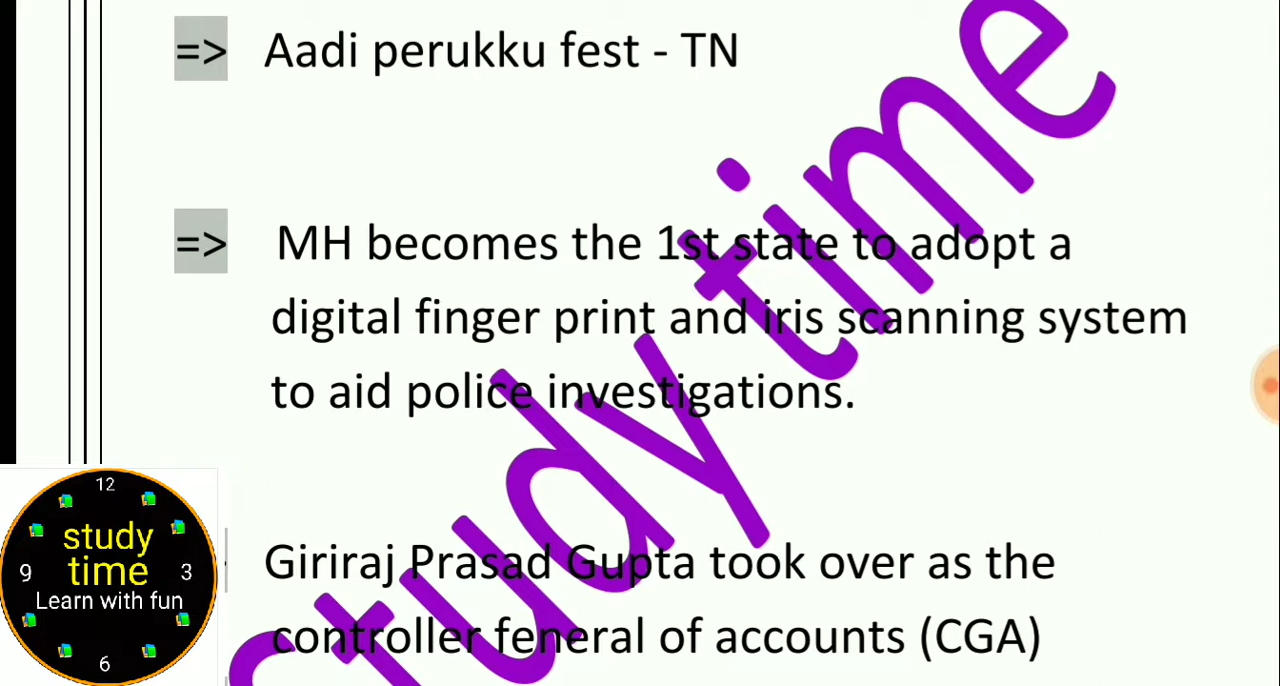 => Aadi perukku fest - TN
=> MH becomes the 1st state to adopt a
digital finger print and iris scanning system
to aid police investigations.
Giriraj Prasad Gupta took over as the
controller feneral of accounts (CGA)
study time
12
study
time
9 3
Learn with fun
6